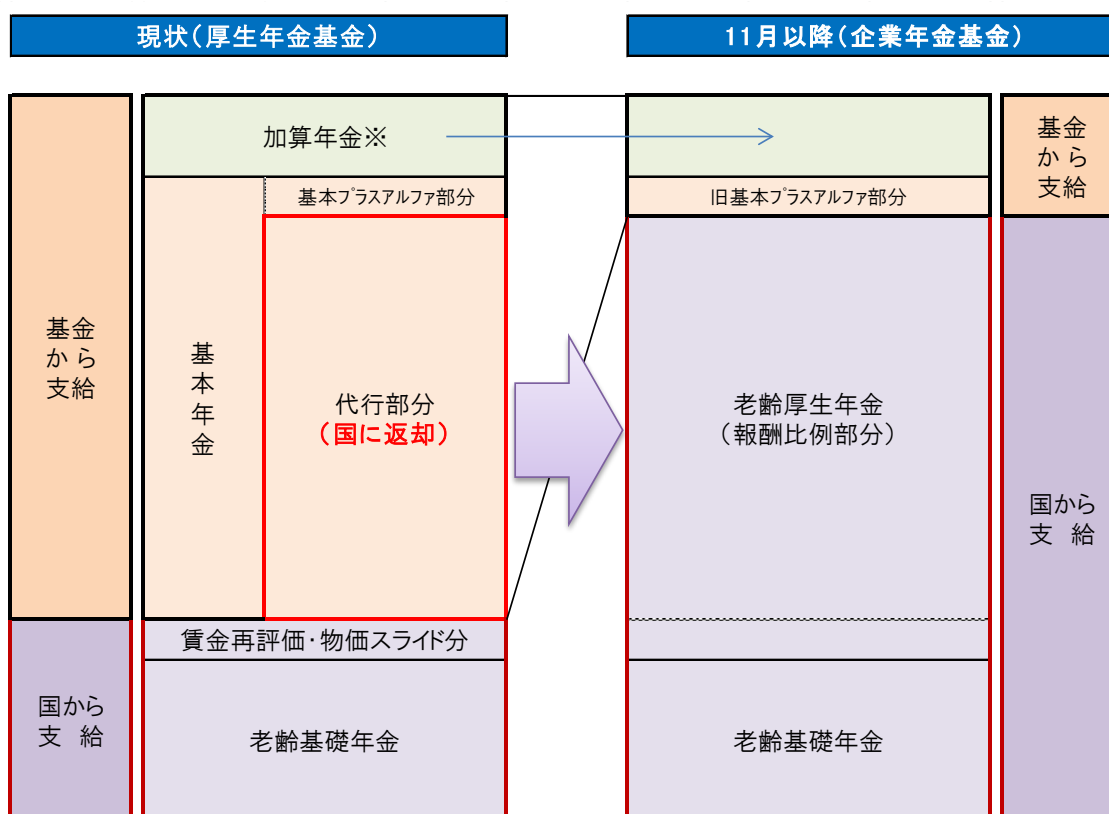 現状(厚生年金基金)
11月以降(企業年金基金)
加算年金※
基金
から
支給
基本プラスアルファ部分
旧基本プラスアルファ部分
基金
から
支給
基
本
年
金
代行部分
(国に返却)
老齢厚生年金
(報酬比例部分)
国から
支 給
賃金再評価・物価スライド分
国から
支 給
老齢基礎年金
老齢基礎年金